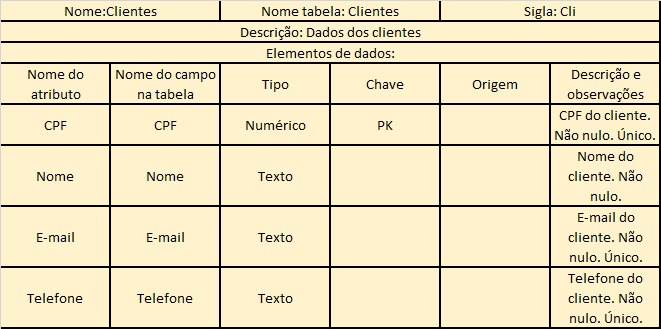 Nome:Clientes Nome tabela: Clientes Sigla: Cli
Descrição: Dados dos clientes
Elementos de dados:
Nome do atributo Nome do campo na tabela Tipo Chave Origem Descrição e observações
CPF CPF Numérico PK CPF do cliente. Não nulo. Único.
Nome Nome Texto Nome do cliente. Não nulo.
E-mail E-mail Texto E-mail do cliente. Não nulo. Único.
Telefone Telefone Texto Telefone do cliente. Não nulo. Único.